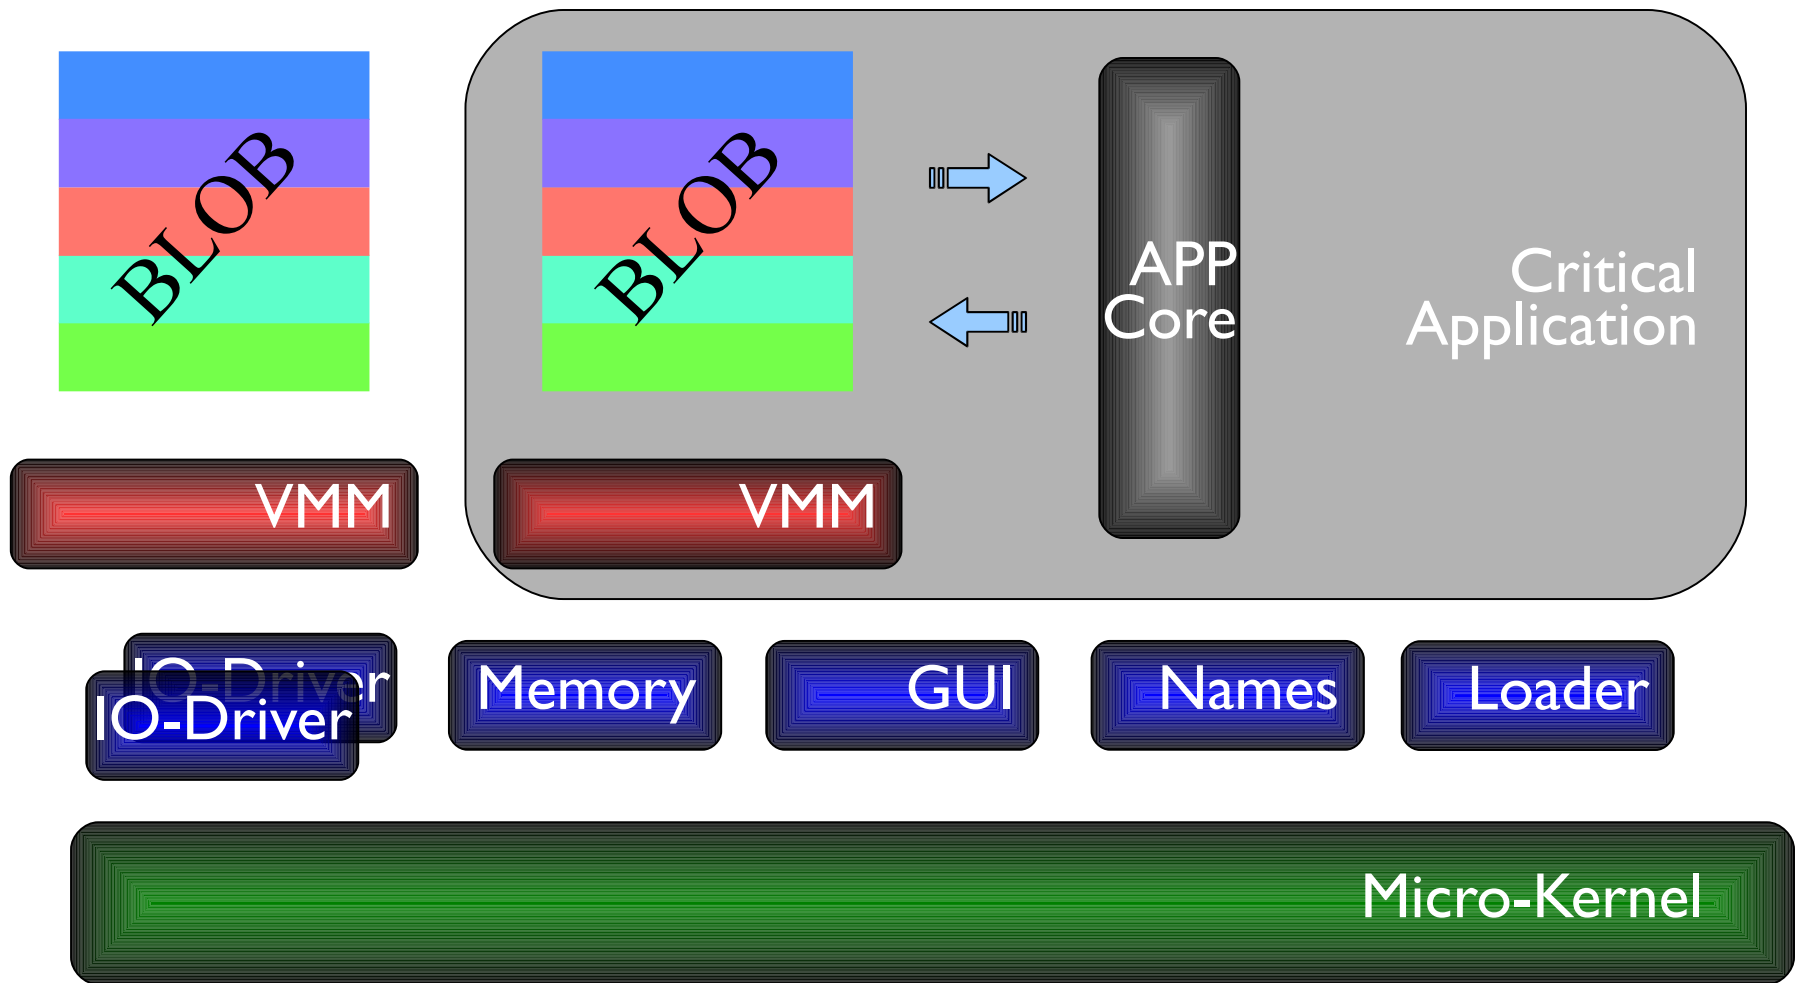 BLOB
BLOB
APP
Core
Critical
Application
VMM
VMM
IO-Driver
IO-Driver
Memory
GUI
Names
Loader
Micro-Kernel